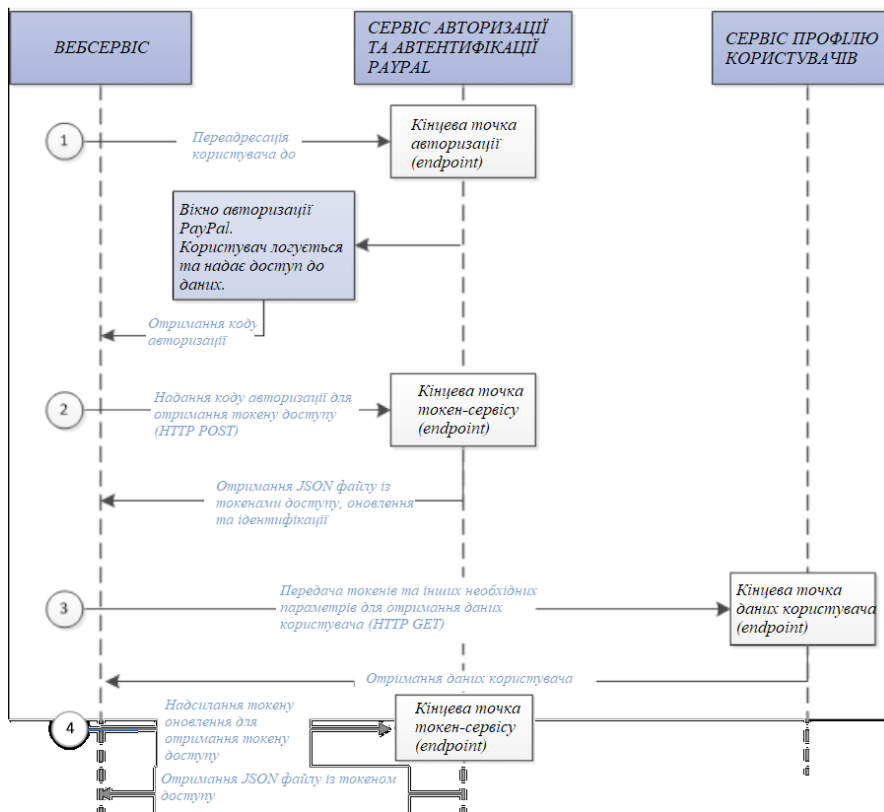 ВЕБСЕРВІС
СЕРВІС АВТОРИЗАЦІЇ
ТА АВТЕНТИФІКАЦІЇ
PAYPAL
СЕРВІС ПРОФІЛЮ
КОРИСТУВАЧІВ
1
Переадресація
користувача до
Кінцева точка
авторизації
(endpoint)
Вікно авторизації
PayPal.
Користувач логується
та надає доступ до
даних.
Отримання коду
авторизації
2
Надання коду авторизації для
отримання токену доступу
(HTTP POST)
Кінцева точка
токен-сервісу
(endpoint)
Отримання JSON файлу із
токенами доступу, оновлення
та ідентифікації
3
Передача токенів та інших необхідних
параметрів для отримання даних
користувача (HTTP GET)
Кінцева точка
даних користувача
(endpoint)
Отримання даних користувача
4
Надсилання токену
оновлення для
отримання токену
доступу
Кінцева точка
токен-сервісу
(endpoint)
Отримання JSON файлу із токеном
доступу